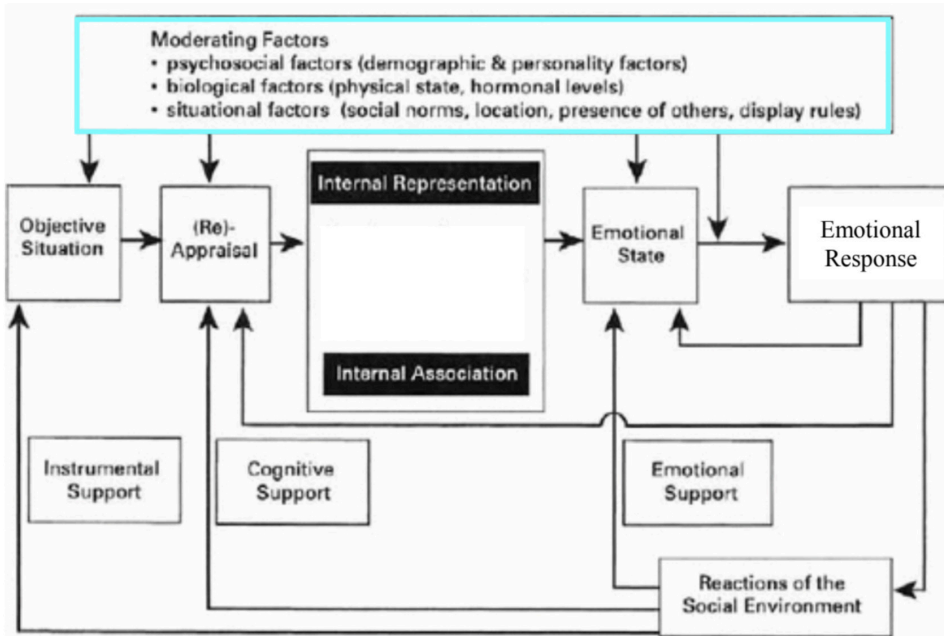 Moderating Factors
• psychosocial factors (demographic & personality factors)
• biological factors (physical state, hormonal levels)
• situational factors (social norms, location, presence of others, display rules)
Objective
Situation
(Re)-
Appraisal
Internal Representation
Internal Association
Emotional
State
Emotional
Response
Instrumental
Support
Cognitive
Support
Emotional
Support
Reactions of the
Social Environment